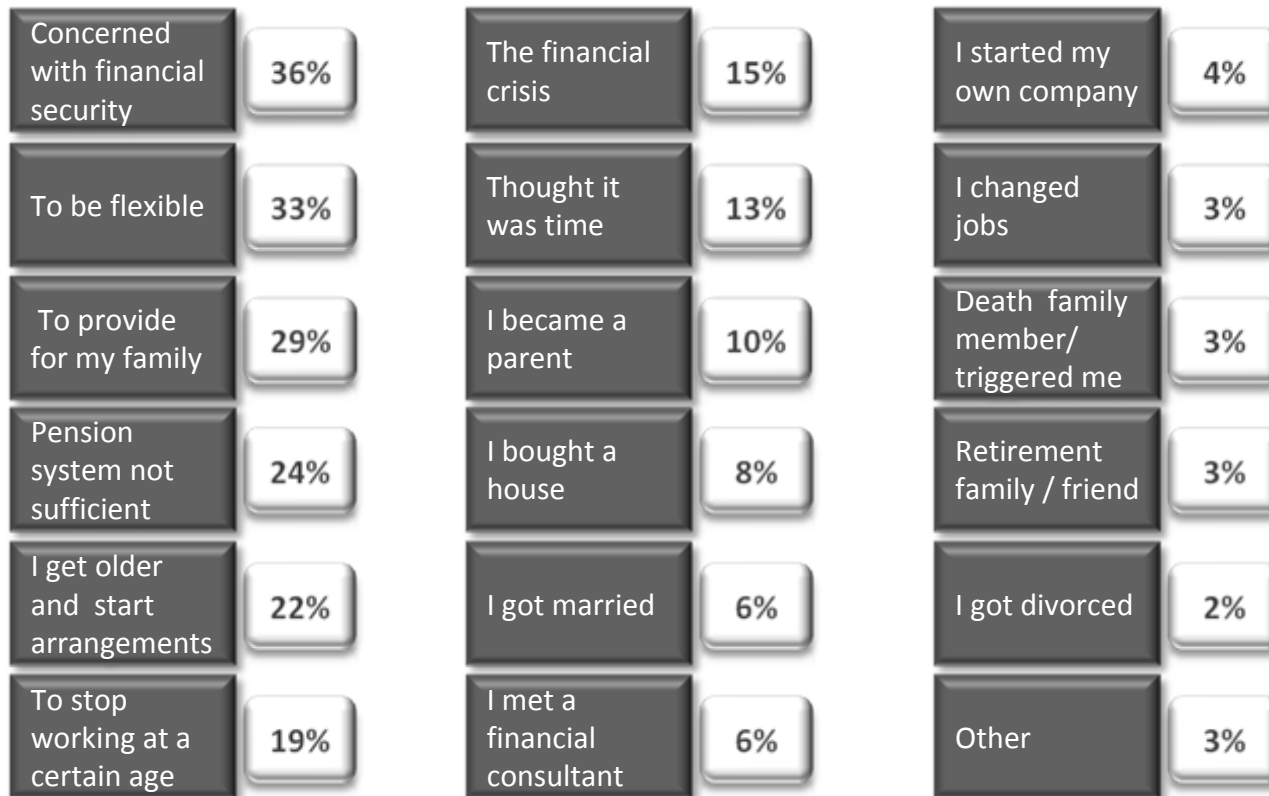 Concerned
with financial
security
36%
To be flexible
33%
To provide
for my family
29%
Pension
system not
sufficient
24%
I get older
and start
arrangements
22%
To stop
working at a
certain age
19%
The financial
crisis
15%
Thought it
was time
13%
I became a
parent
10%
I bought a
house
8%
I got married
6%
I met a
financial
consultant
6%
I started my
own company
4%
I changed
jobs
3%
Death family
member/
triggered me
3%
Retirement
family / friend
3%
I got divorced
2%
Other
3%